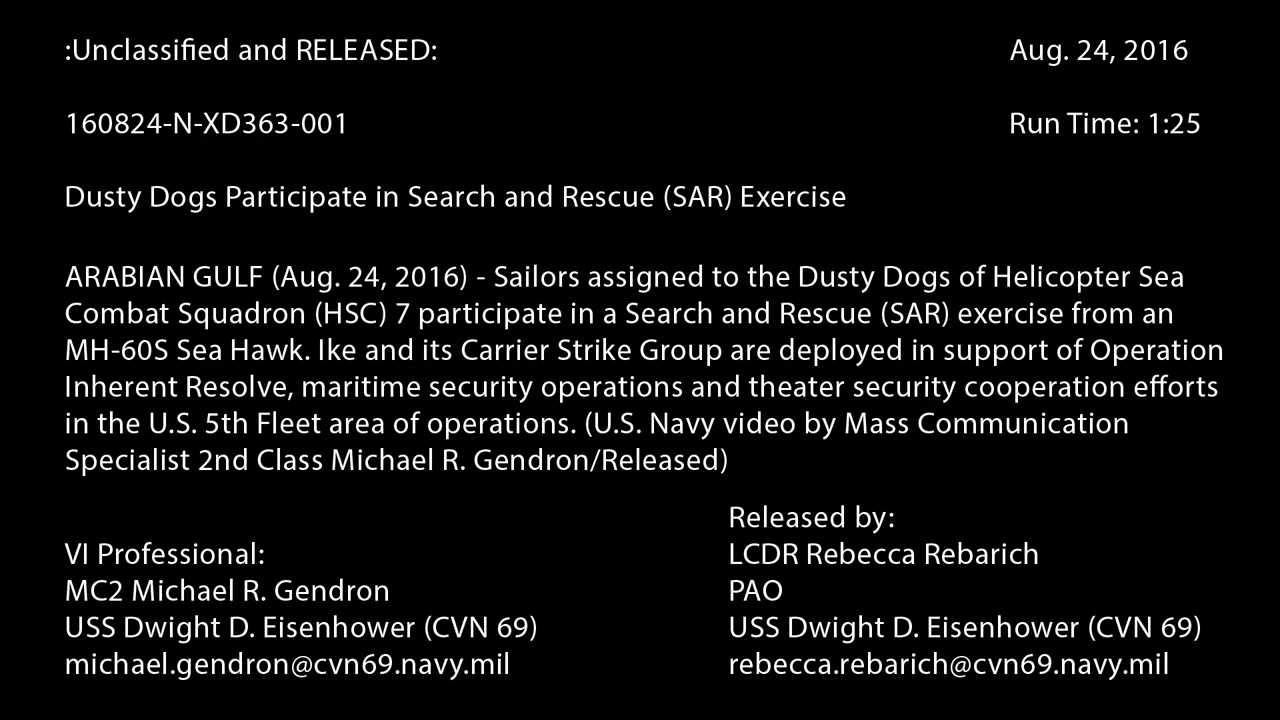 :Unclassified and RELEASED:
Aug. 24, 2016
160824-N-XD363-001
Run Time: 1:25
Dusty Dogs Participate in Search and Rescue (SAR) Exercise
ARABIAN GULF (Aug. 24, 2016) - Sailors assigned to the Dusty Dogs of Helicopter Sea
Combat Squadron (HSC) 7 participate in a Search and Rescue (SAR) exercise from an
MH-60S Sea Hawk. Ike and its Carrier Strike Group are deployed in support of Operation
Inherent Resolve, maritime security operations and theater security cooperation efforts
in the U.S. 5th Fleet area of operations. (U.S. Navy video by Mass Communication
Specialist 2nd Class Michael R. Gendron/Released)
VI Professional:
MC2 Michael R. Gendron
USS Dwight D. Eisenhower (CVN 69)
michael.gendron@cvn69.navy.mil
Released by:
LCDR Rebecca Rebarich
PAO
USS Dwight D. Eisenhower (CVN 69)
rebecca.rebarich@cvn69.navy.mil